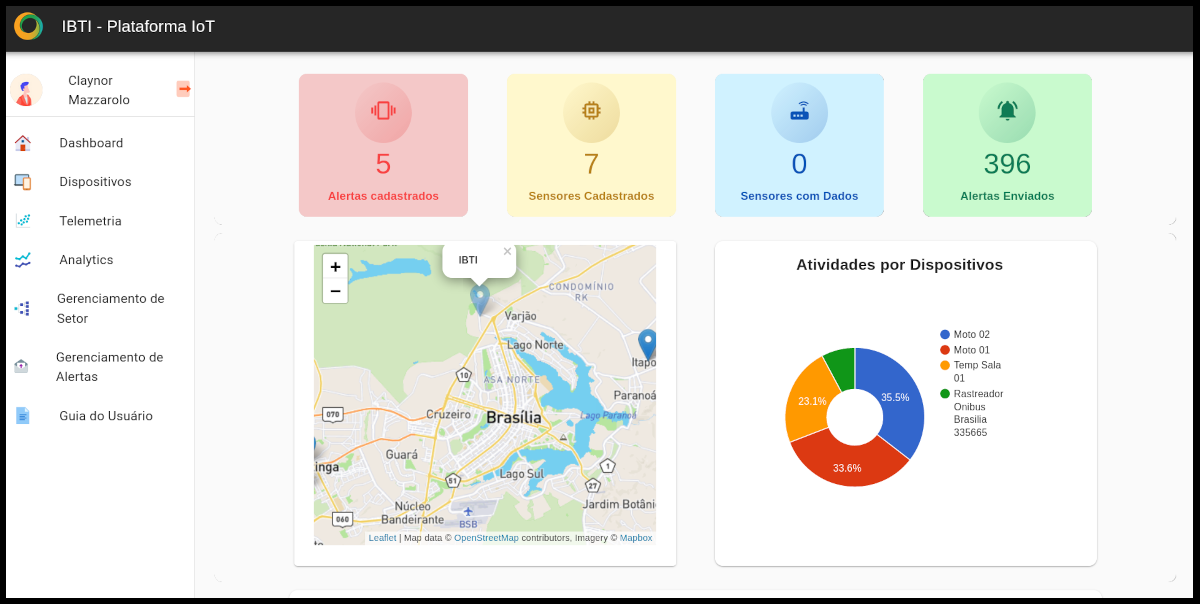 IBTI - Plataforma IoT
Claynor
Mazzarolo
Dashboard
Dispositivos
Telemetria
Analytics
Gerenciamento de
Setor
Gerenciamento de
Alertas
Guia do Usuário
5
Alertas cadastrados
7
Sensores Cadastrados
0
Sensores com Dados
396
Alertas Enviados
+
−
IBTI
×
CONDOMÍNIO
RK
Varjão
Lago Norte
Itapo
10
ASA NORTE
Paranoá
070
Cruzeiro
Brasília
Lago Paranoá
Guará
inga
1
Lago Sul
51
27
Núcleo
Bandeirante
Jardim Botâni
060
BSB
to
Leaflet | Map data © OpenStreetMap contributors, Imagery © Mapbox
Atividades por Dispositivos
35.5%
33.6%
23.1%
Moto 02
Moto 01
Temp Sala
01
Rastreador
Onibus
Brasilia
335665